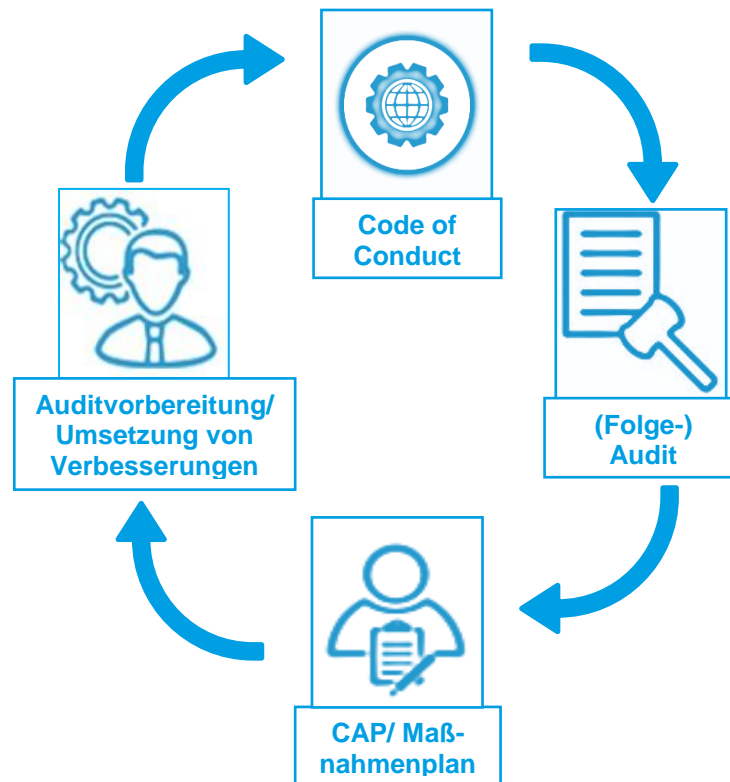 Code of
Conduct
(Folge-)
Audit
CAP/ Maß-
nahmenplan
Auditvorbereitung/
Umsetzung von
Verbesserungen